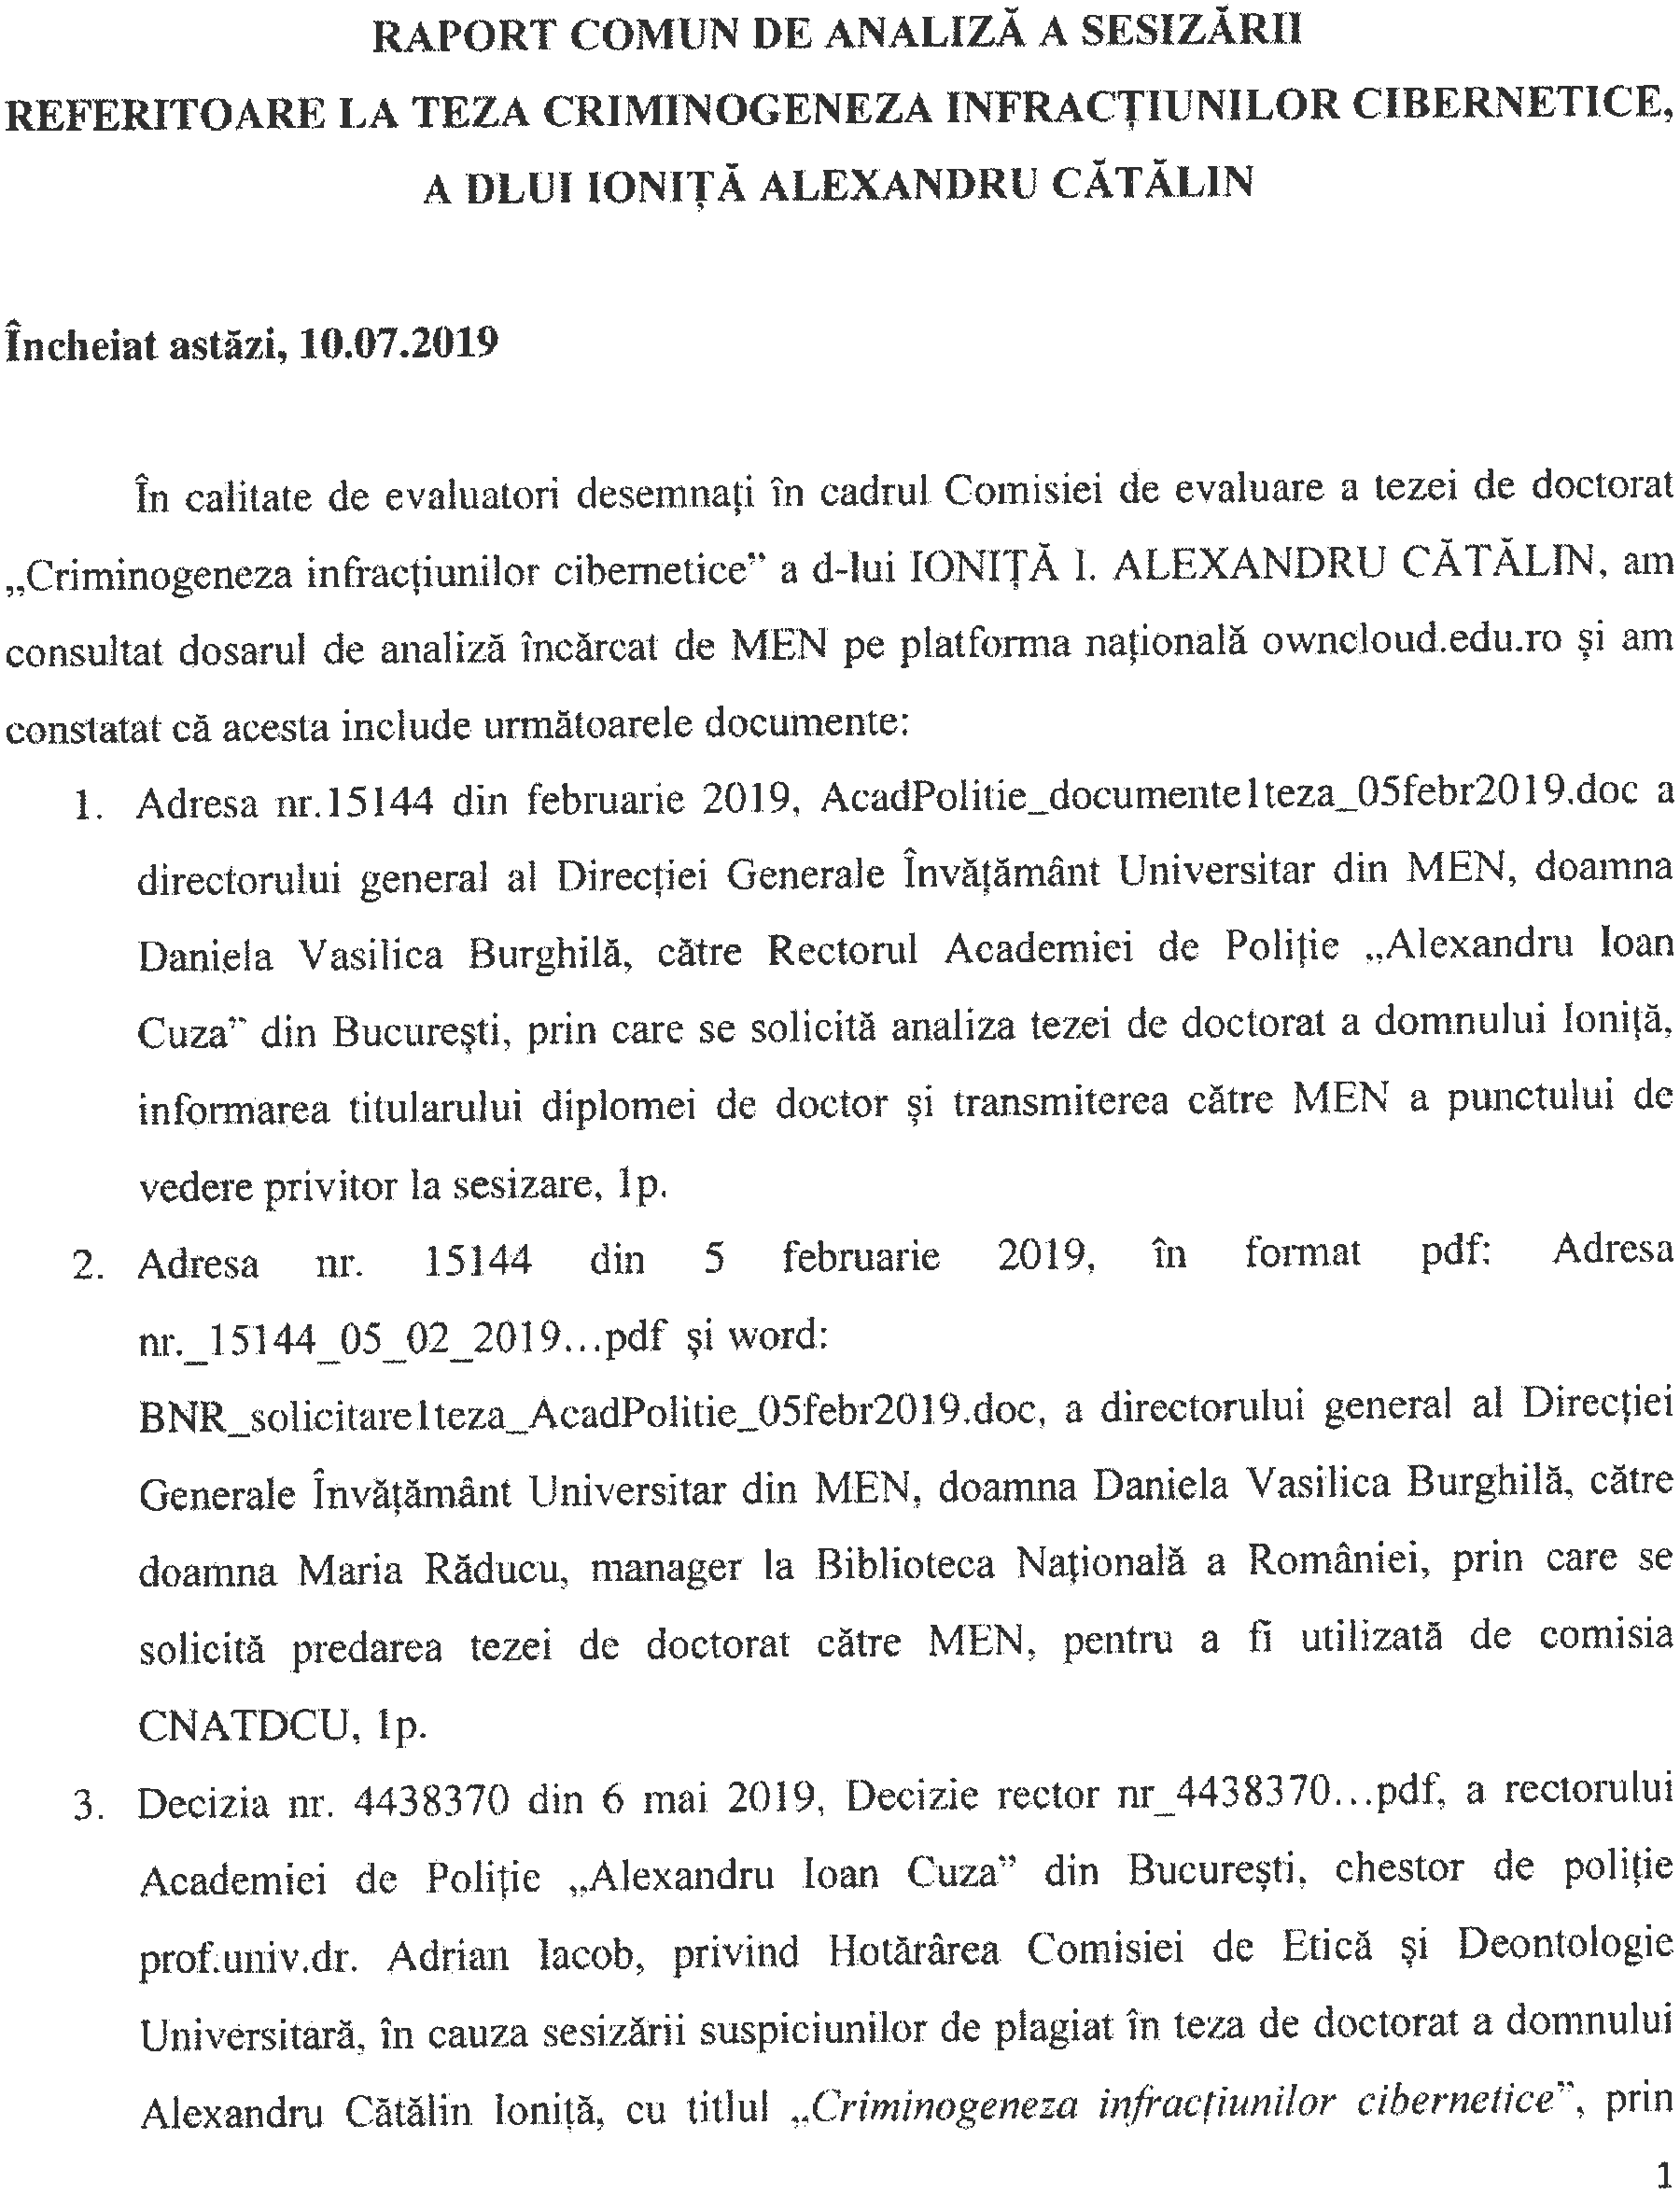 RAPORT COMUN DE ANALIZĂ A SESIZĂRII
REFERITOARE LA TEZA CRIMINOGENEZA INFRACȚIUNILOR CIBERNETICE,
A DLUI IONIȚĂ ALEXANDRU CĂTĂLIN
Încheiat astăzi, 10.07.2019
În calitate de evaluatori desemnați în cadrul Comisiei de evaluare a tezei de doctorat
„Criminogeneza infracțiunilor cibernetice” a d-lui IONIȚĂ I. ALEXANDRU CĂTĂLIN, am
consultat dosarul de analiză încărcat de MEN pe platforma națională owncloud.edu.ro și am
constatat că acesta include următoarele documente:
1. Adresa nr.15144 din februarie 2019, AcadPolitie_documente1teza_05febr2019.doc a
directorului general al Direcției Generale Învățământ Universitar din MEN, doamna
Daniela Vasilica Burghilă, către Rectorul Academiei de Poliție „Alexandru Ioan
Cuza” din București, prin care se solicită analiza tezei de doctorat a domnului Ioniță,
informarea titularului diplomei de doctor și transmiterea către MEN a punctului de
vedere privitor la sesizare, 1p.
2. Adresa nr. 15144 din 5 februarie 2019, în format pdf: Adresa
nr._15144_05_02_2019...pdf și word:
BNR_solicitare1teza_AcadPolitie_05febr2019.doc, a directorului general al Direcției
Generale Învățământ Universitar din MEN, doamna Daniela Vasilica Burghilă, către
doamna Maria Răducu, manager la Biblioteca Națională a României, prin care se
solicită predarea tezei de doctorat către MEN, pentru a fi utilizată de comisia
CNATDCU, 1p.
3. Decizia nr. 4438370 din 6 mai 2019, Decizie rector nr_4438370...pdf, a rectorului
Academiei de Poliție „Alexandru Ioan Cuza” din București, chestor de poliție
prof.univ.dr. Adrian Iacob, privind Hotărârea Comisiei de Etică și Deontologie
Universitară, în cauza sesizării suspiciunilor de plagiat în teza de doctorat a domnului
Alexandru Cătălin Ioniță, cu titlul „Criminogeneza infracțiunilor cibernetice”, prin
1